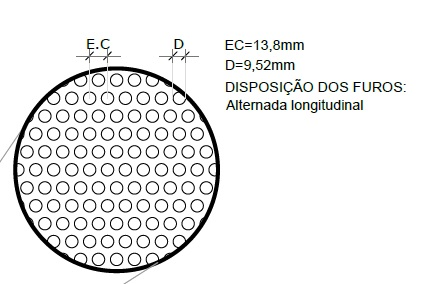 E.C D
EC=13,8mm
D=9,52mm
DISPOSIÇÃO DOS FUROS:
Alternada longitudinal